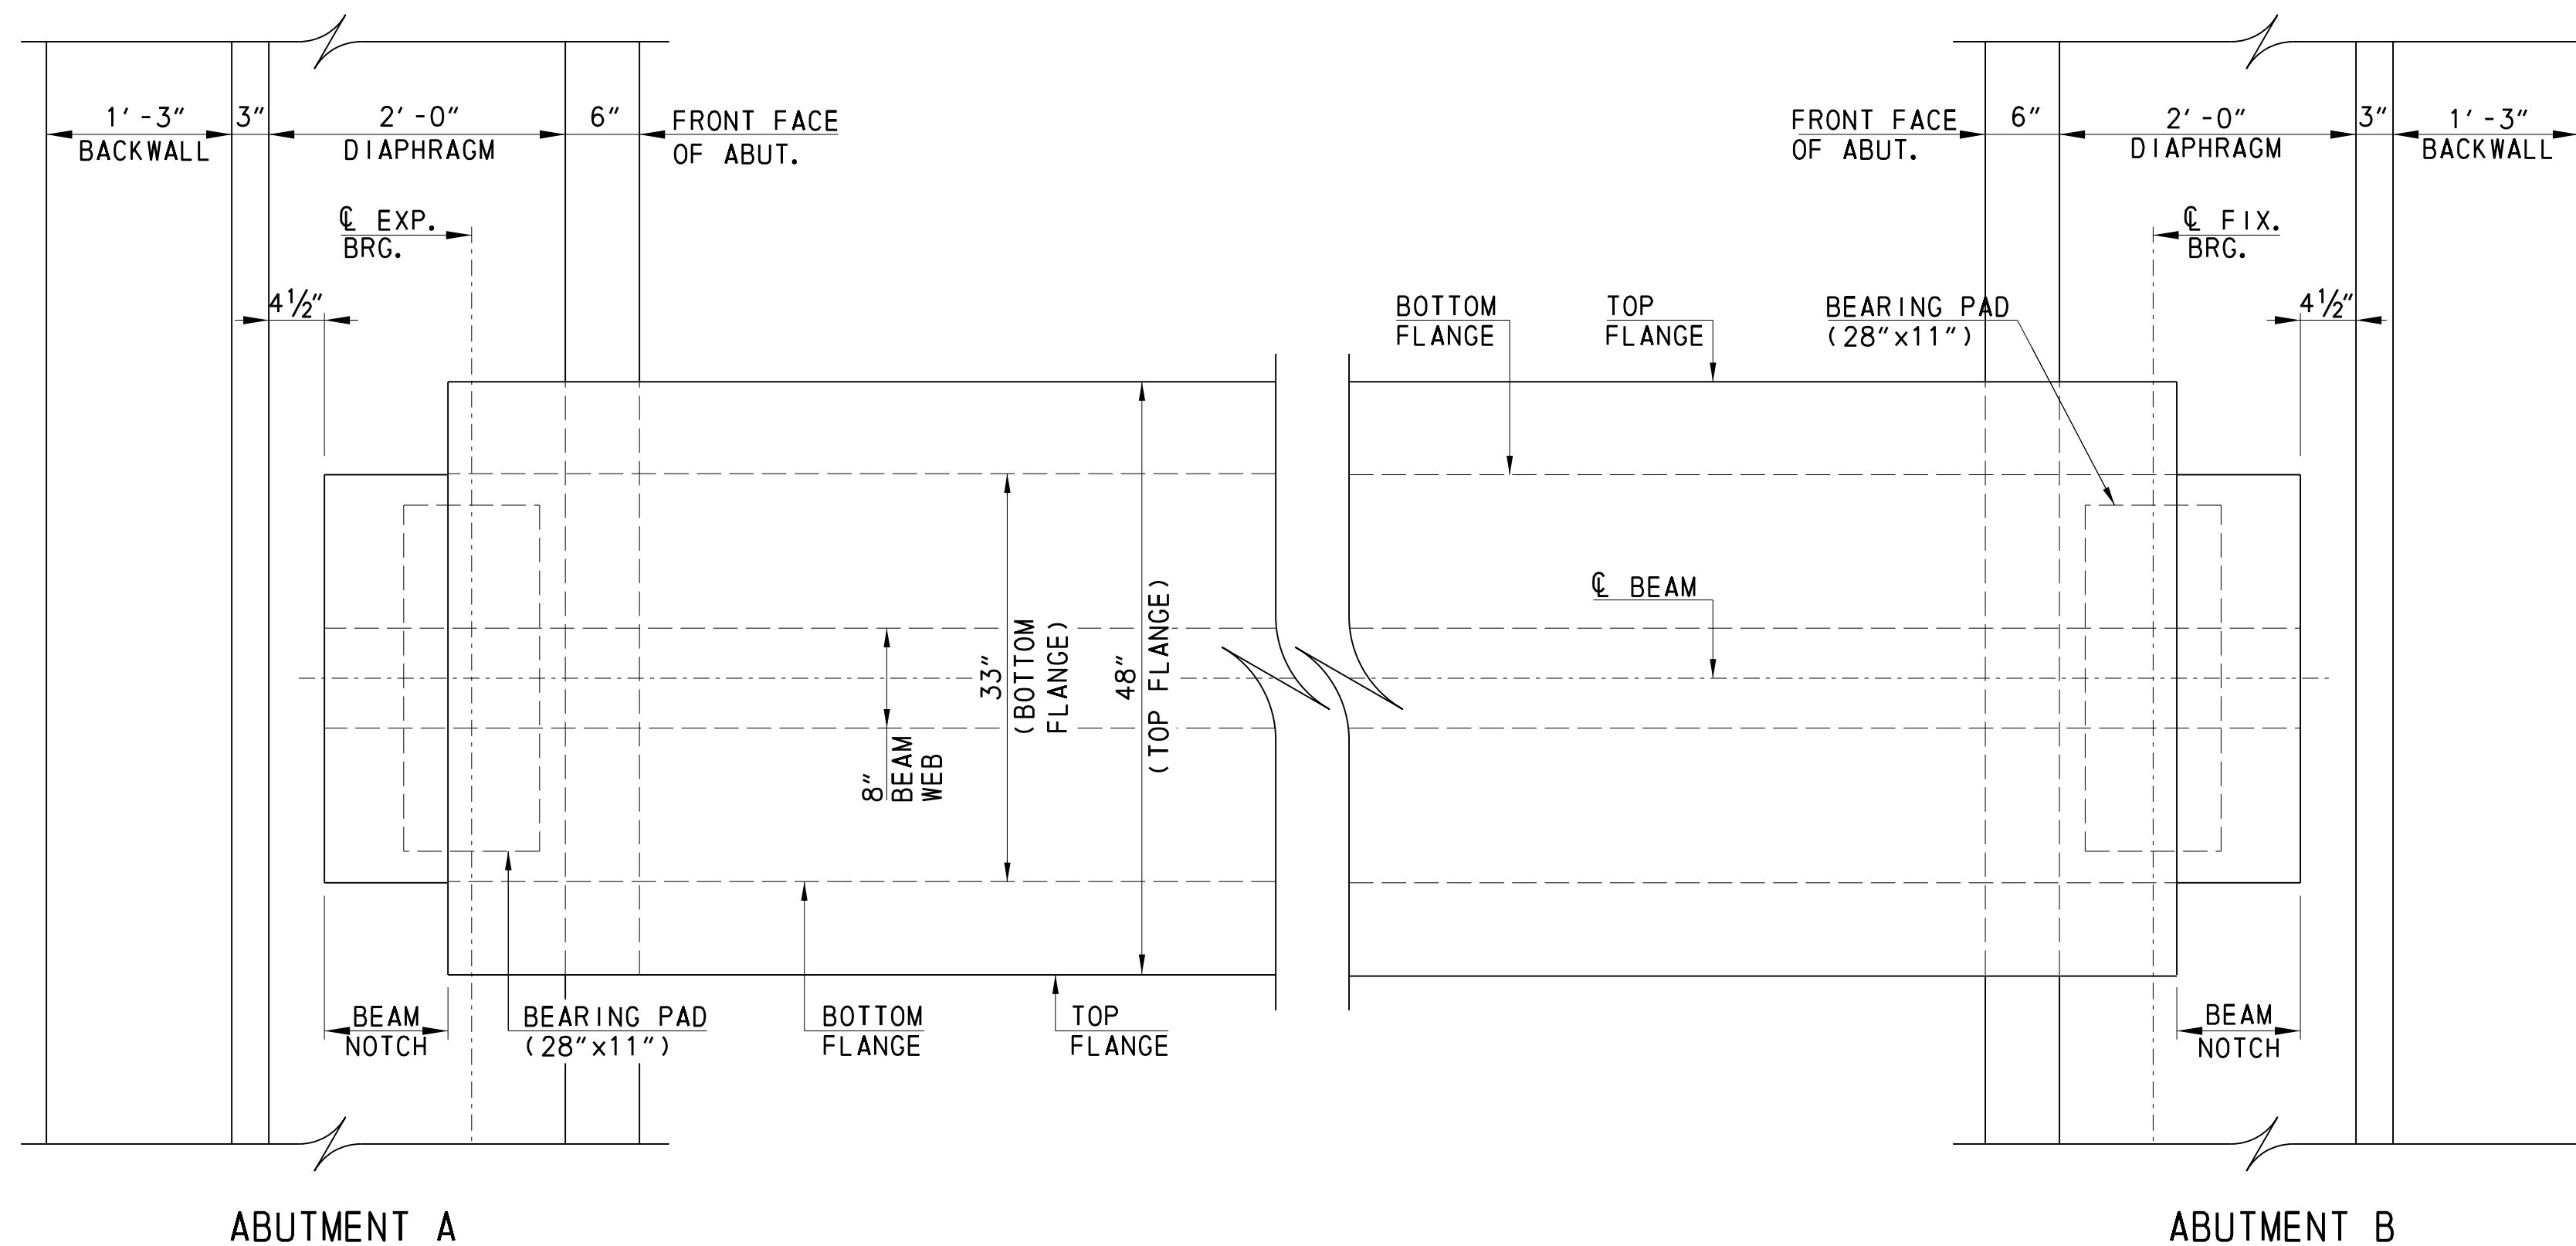 1'-3"
BACKWALL
3"
2'-0"
DIAPHRAGM
6"
FRONT FACE
OF ABUT.
℄ EXP.
BRG.
4½"
FRONT FACE
OF ABUT.
6"
2'-0"
DIAPHRAGM
3"
1'-3"
BACKWALL
℄ FIX.
BRG.
4½"
BOTTOM
FLANGE
TOP
FLANGE
BEARING PAD
(28"x11")
℄ BEAM
8"
BEAM
WEB
33"
(BOTTOM
FLANGE)
48"
(TOP FLANGE)
BEAM
NOTCH
BEARING PAD
(28"x11")
BOTTOM
FLANGE
TOP
FLANGE
BEAM
NOTCH
ABUTMENT A
ABUTMENT B